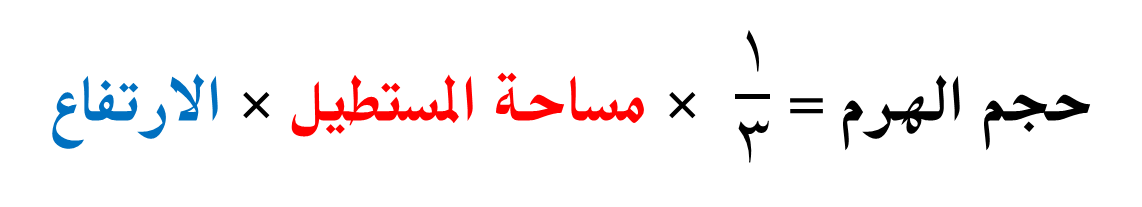 حجم الهرم = ١/٣ × مساحة المستطيل × الارتفاع